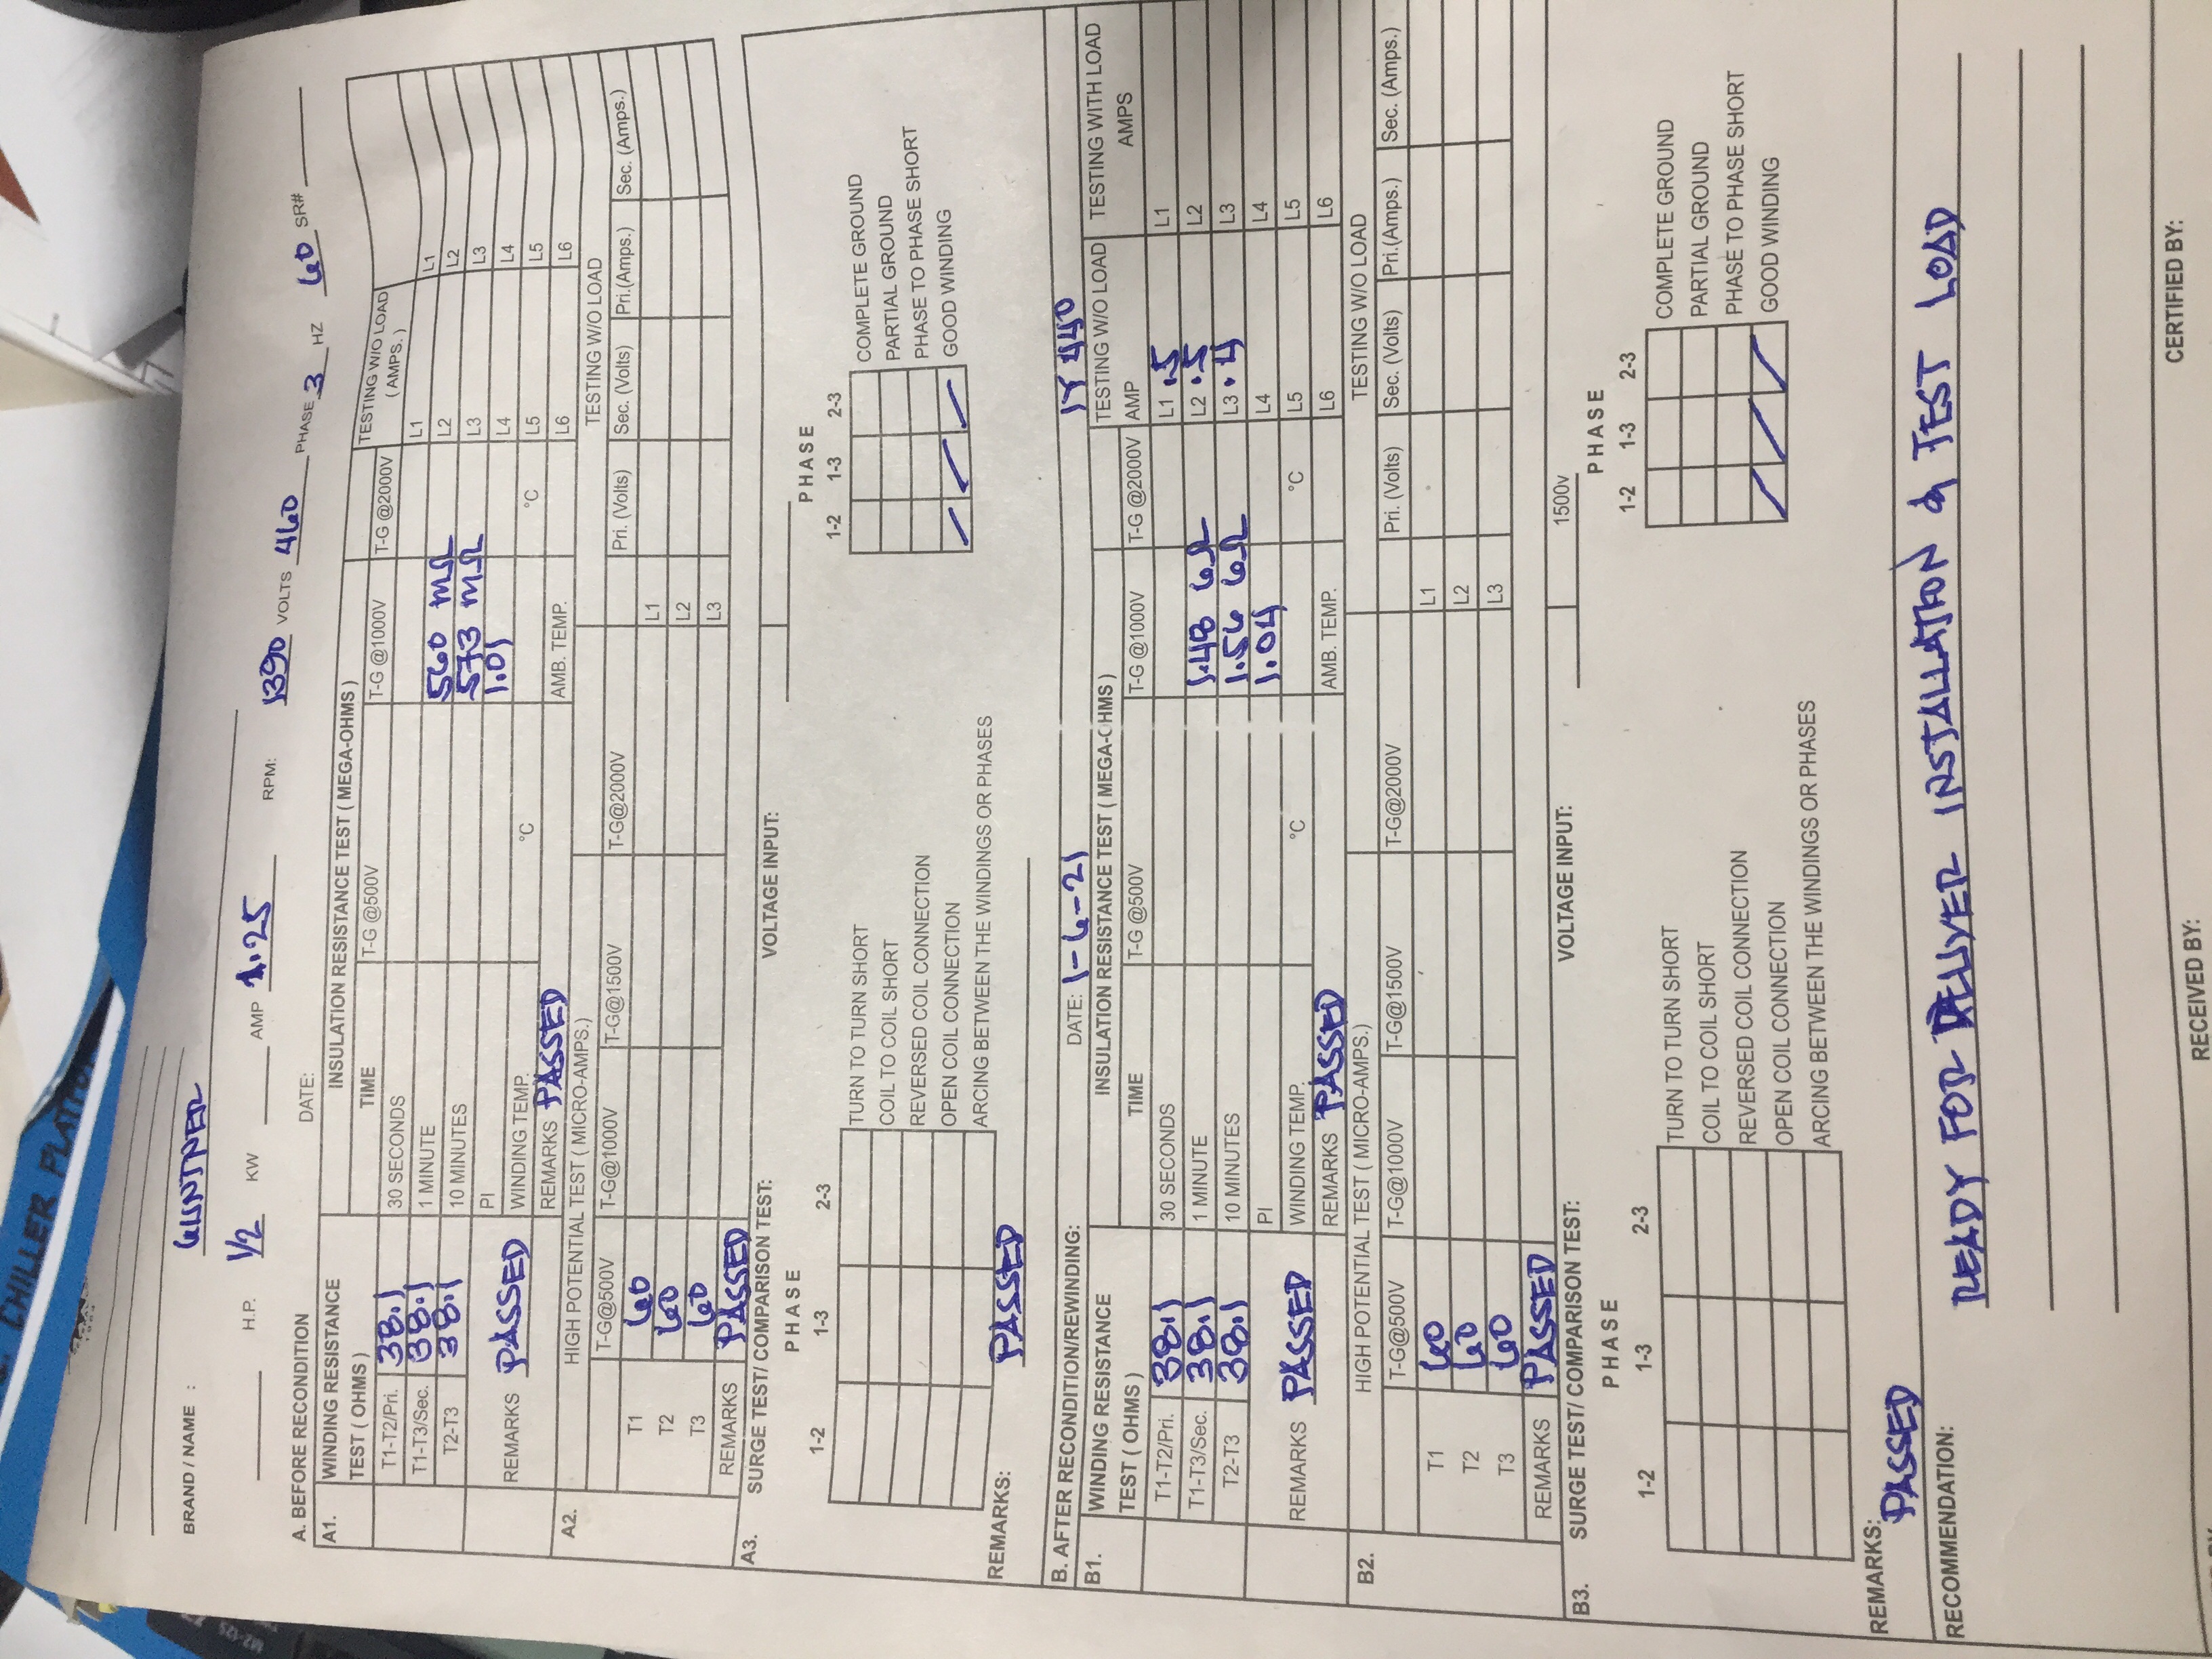 CHILLER PLATFO
1984
BRAND / NAME : GUNTNER
H.P. 1/2 KW AMP 1.25 RPM: 1390 VOLTS 460 PHASE 3 HZ 60 SR#
A. BEFORE RECONDITION DATE:
A1. WINDING RESISTANCE TEST ( OHMS ) INSULATION RESISTANCE TEST ( MEGA-OHMS )
TIME T-G @500V T-G @1000V T-G @2000V TESTING W/O LOAD ( AMPS. )
T1-T2/Pri. 38.1 30 SECONDS L1 L1
T1-T3/Sec. 38.1 1 MINUTE 560 mΩ L2 L2
T2-T3 38.1 10 MINUTES 573 mΩ L3 L3
PI 1.01 L4 L4
REMARKS PASSED WINDING TEMP. °C °C L5 L5
REMARKS PASSED AMB. TEMP. L6 L6
A2. HIGH POTENTIAL TEST ( MICRO-AMPS.) TESTING W/O LOAD
T-G@500V T-G@1000V T-G@1500V T-G@2000V Pri. (Volts) Sec. (Volts) Pri.(Amps.) Sec. (Amps.)
T1 60 L1
T2 60 L2
T3 60 L3
REMARKS PASSED
A3. SURGE TEST/ COMPARISON TEST: VOLTAGE INPUT:
PHASE PHASE
1-2 1-3 2-3 1-2 1-3 2-3
TURN TO TURN SHORT COMPLETE GROUND
COIL TO COIL SHORT PARTIAL GROUND
REVERSED COIL CONNECTION PHASE TO PHASE SHORT
OPEN COIL CONNECTION / / / GOOD WINDING
ARCING BETWEEN THE WINDINGS OR PHASES
REMARKS: PASSED
B. AFTER RECONDITION/REWINDING: DATE: 1-6-21 1Y 440
B1. WINDING RESISTANCE TEST ( OHMS ) INSULATION RESISTANCE TEST ( MEGA-OHMS ) TESTING W/O LOAD AMP TESTING WITH LOAD AMPS
TIME T-G @500V T-G @1000V T-G @2000V
T1-T2/Pri. 38.1 30 SECONDS L1 .5 L1
T1-T3/Sec. 38.1 1 MINUTE 1.48 GΩ L2 .5 L2
T2-T3 38.1 10 MINUTES 1.56 GΩ L3 .4 L3
PI 1.04 L4 L4
REMARKS PASSED WINDING TEMP. °C °C L5 L5
REMARKS PASSED AMB. TEMP. L6 L6
B2. HIGH POTENTIAL TEST ( MICRO-AMPS.) TESTING W/O LOAD
T-G@500V T-G@1000V T-G@1500V T-G@2000V Pri. (Volts) Sec. (Volts) Pri.(Amps.) Sec. (Amps.)
T1 60 L1
T2 60 L2
T3 60 L3
REMARKS PASSED
B3. SURGE TEST/ COMPARISON TEST: VOLTAGE INPUT: 1500v
PHASE PHASE
1-2 1-3 2-3 1-2 1-3 2-3
TURN TO TURN SHORT COMPLETE GROUND
COIL TO COIL SHORT PARTIAL GROUND
REVERSED COIL CONNECTION PHASE TO PHASE SHORT
OPEN COIL CONNECTION / / / GOOD WINDING
ARCING BETWEEN THE WINDINGS OR PHASES
REMARKS: PASSED
RECOMMENDATION: READY FOR DELIVER INSTALLATION & TEST LOAD
RECEIVED BY: CERTIFIED BY: